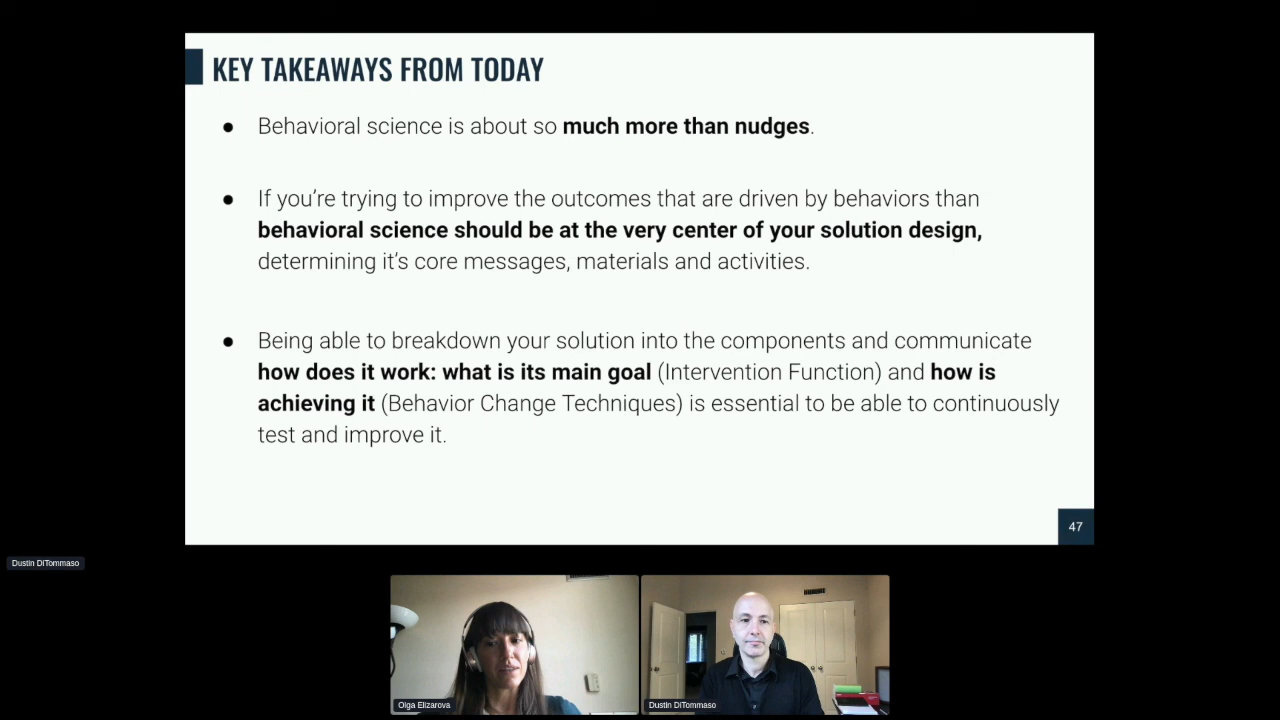 KEY TAKEAWAYS FROM TODAY
● Behavioral science is about so much more than nudges.
● If you’re trying to improve the outcomes that are driven by behaviors than
behavioral science should be at the very center of your solution design,
determining it’s core messages, materials and activities.
● Being able to breakdown your solution into the components and communicate
how does it work: what is its main goal (Intervention Function) and how is
achieving it (Behavior Change Techniques) is essential to be able to continuously
test and improve it.
47
Dustin DiTommaso
Olga Elizarova
Dustin DiTommaso